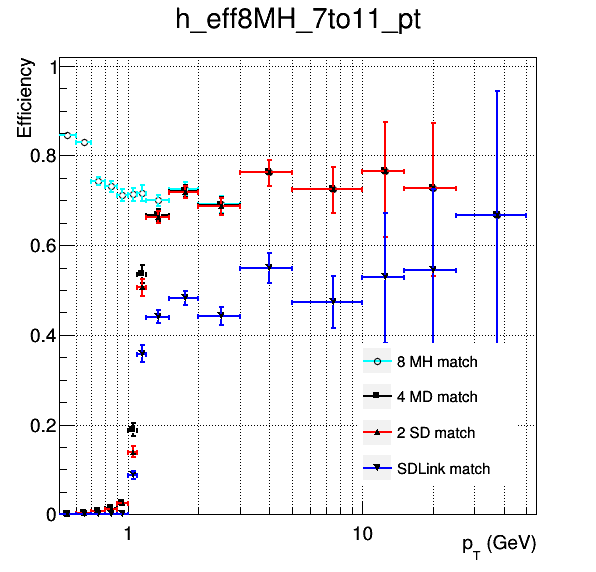 h_eff8MH_7to11_pt
Efficiency
1
0.8
0.6
0.4
0.2
0
8 MH match
4 MD match
2 SD match
SDLink match
1
10
p_T (GeV)